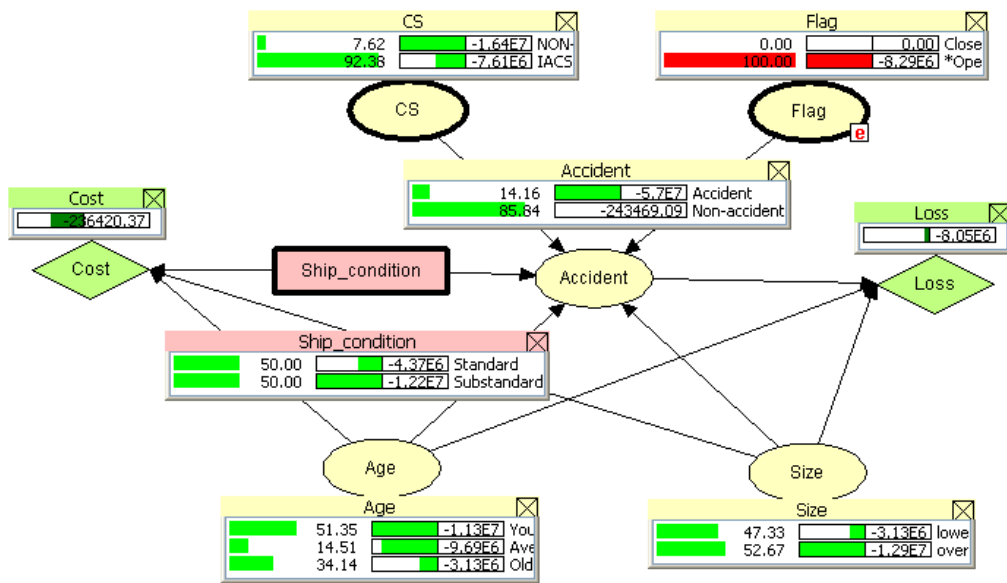 CS
7.62 -1.64E7 NON-
92.38 -7.61E6 IACS
Flag
0.00 0.00 Close
100.00 -8.29E6 *Ope
CS
Flag
e
Accident
14.16 -5.7E7 Accident
85.84 -243469.09 Non-accident
Cost
-236420.37
Loss
-8.05E6
Cost
Ship_condition
Accident
Loss
Ship_condition
50.00 -4.37E6 Standard
50.00 -1.22E7 Substandard
Age
Size
Age
51.35 -1.13E7 You
14.51 -9.69E6 Ave
34.14 -3.13E6 Old
Size
47.33 -3.13E6 lowe
52.67 -1.29E7 over